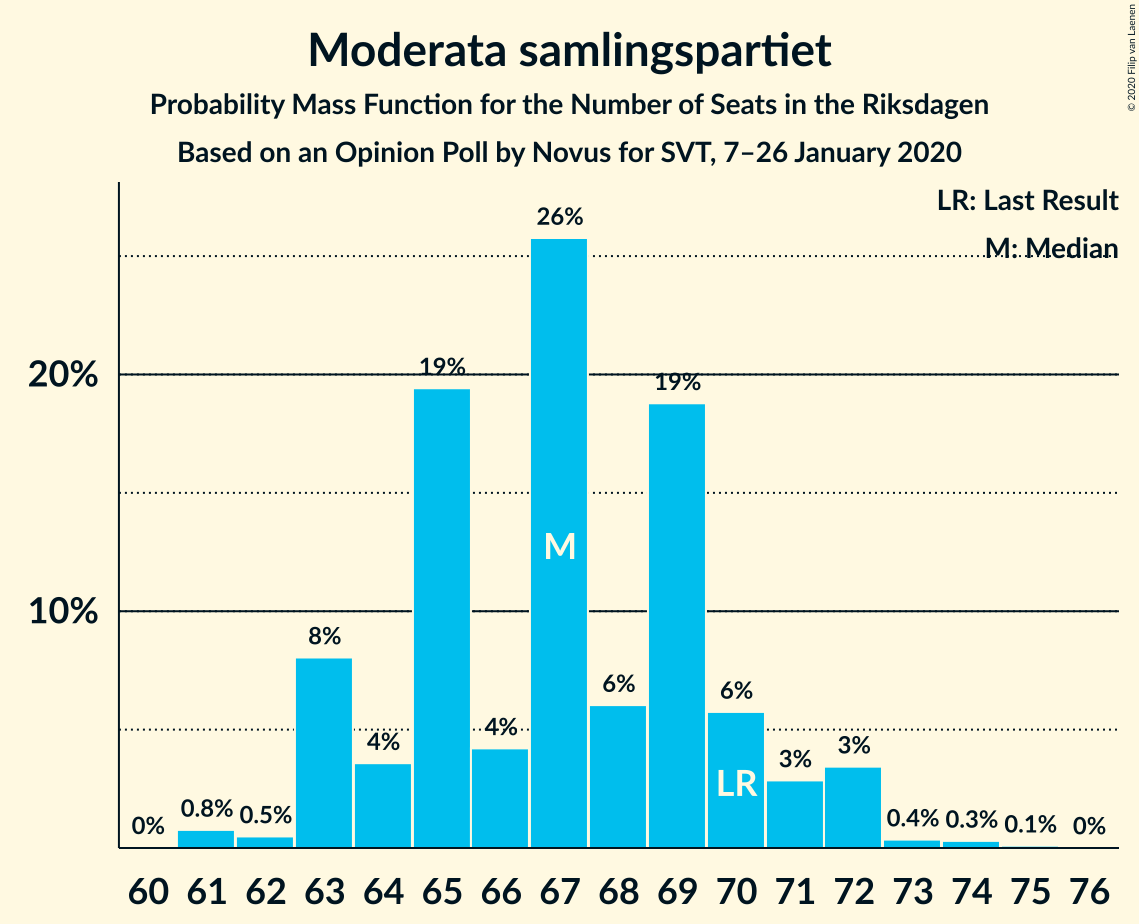 Moderata samlingspartiet
Probability Mass Function for the Number of Seats in the Riksdagen
Based on an Opinion Poll by Novus for SVT, 7–26 January 2020
© 2020 Filip van Laenen
LR: Last Result
M: Median
20%
10%
0%
0.8%
0.5%
8%
4%
19%
4%
26%
6%
19%
6%
3%
3%
0.4%
0.3%
0.1%
0%
M
LR
60 61 62 63 64 65 66 67 68 69 70 71 72 73 74 75 76